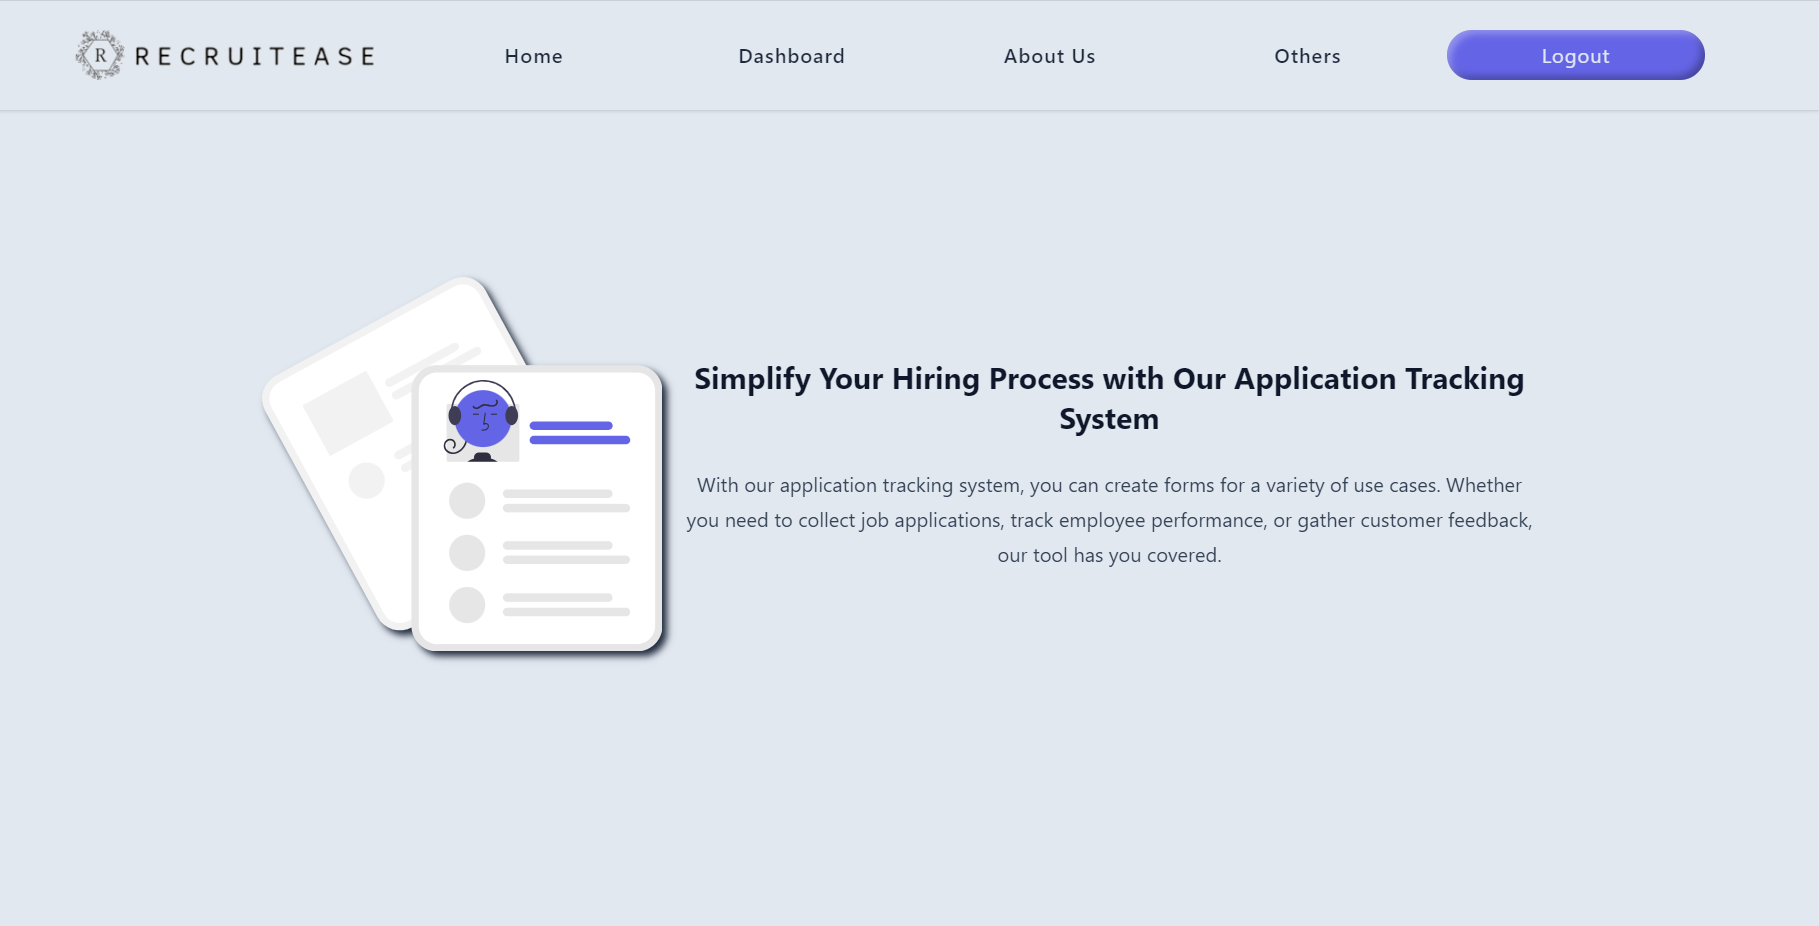 R RECRUITEASE
Home
Dashboard
About Us
Others
Logout
Simplify Your Hiring Process with Our Application Tracking
System
With our application tracking system, you can create forms for a variety of use cases. Whether
you need to collect job applications, track employee performance, or gather customer feedback,
our tool has you covered.